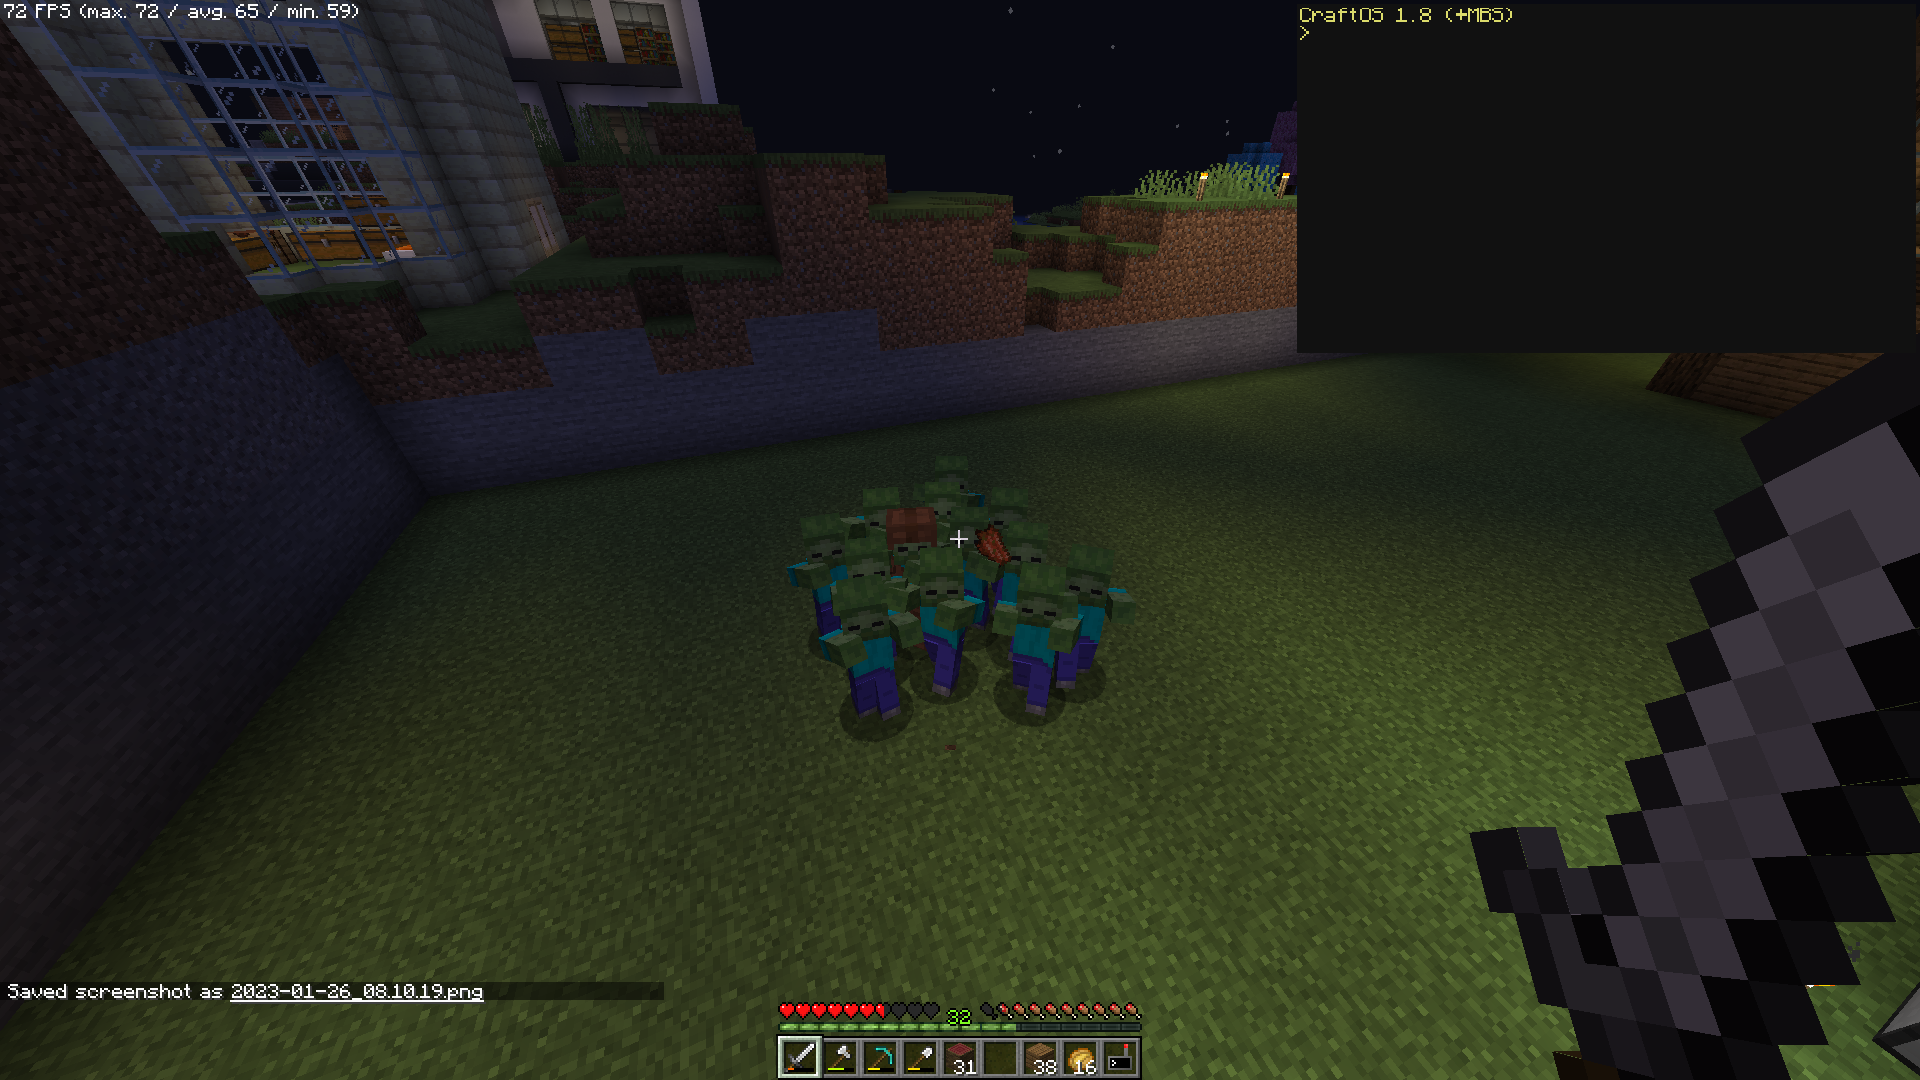 72 FPS (max. 72 / avg. 65 / min. 59)
CraftOS 1.8 (+MBS)
>
Saved screenshot as 2023-01-26_08.10.19.png
32
31
38
16